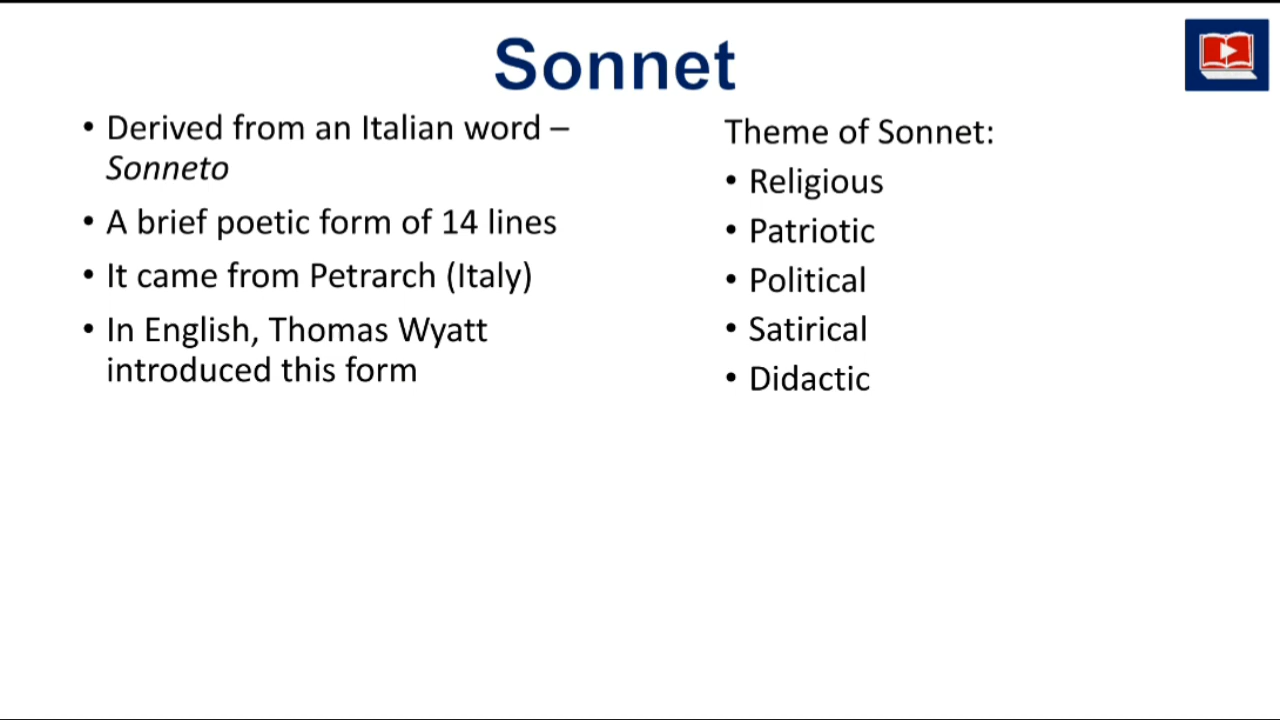 Sonnet
• Derived from an Italian word –
Sonneto
• A brief poetic form of 14 lines
• It came from Petrarch (Italy)
• In English, Thomas Wyatt
introduced this form
Theme of Sonnet:
• Religious
• Patriotic
• Political
• Satirical
• Didactic